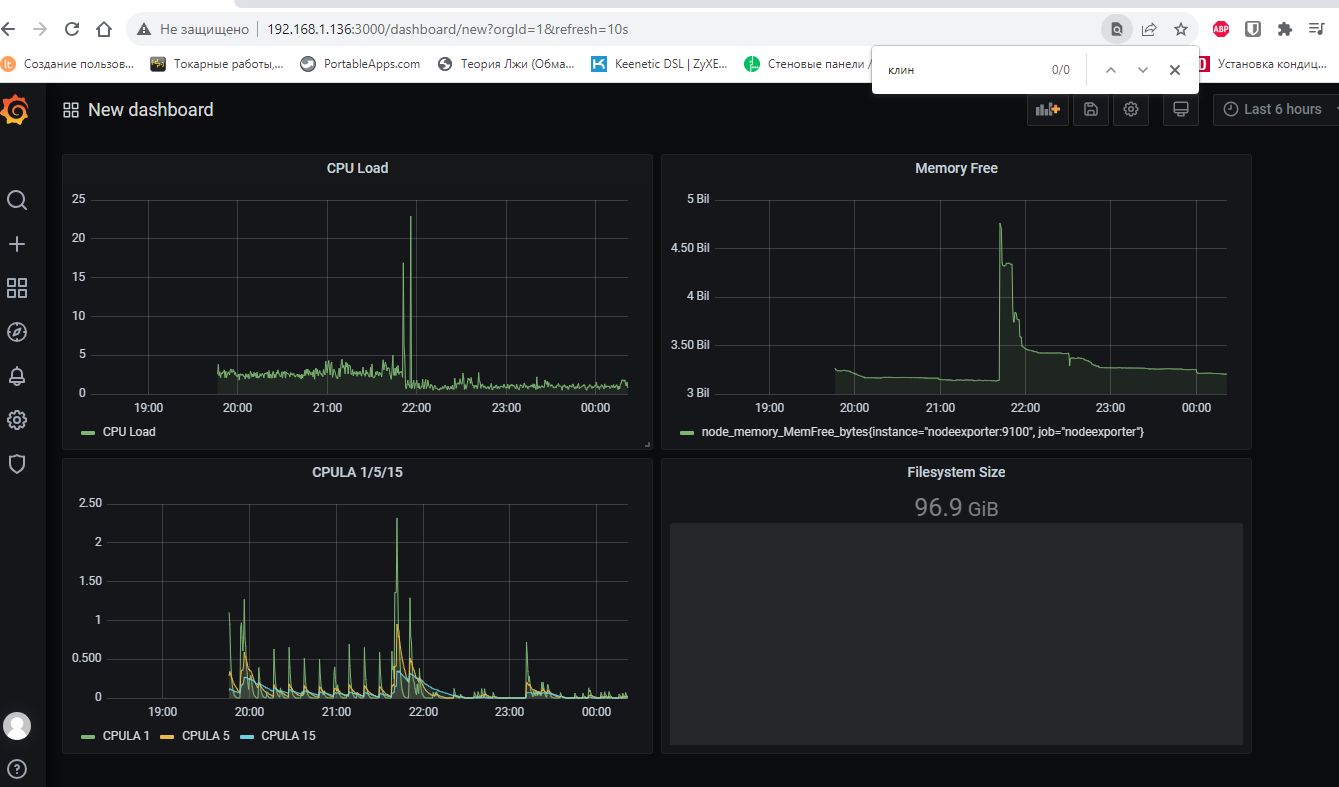 Не защищено 192.168.1.136:3000/dashboard/new?orgId=1&refresh=10s
ABP
lt Создание пользов... Токарные работы,... PortableApps.com Теория Лжи (Обма... Keenetic DSL | ZyXE... Стеновые панели / Установка кондиц...
клин 0/0
New dashboard
Last 6 hours
CPU Load
25
20
15
10
5
0
19:00 20:00 21:00 22:00 23:00 00:00
CPU Load
Memory Free
5 Bil
4.50 Bil
4 Bil
3.50 Bil
3 Bil
19:00 20:00 21:00 22:00 23:00 00:00
node_memory_MemFree_bytes{instance="nodeexporter:9100", job="nodeexporter"}
CPULA 1/5/15
2.50
2
1.50
1
0.500
0
19:00 20:00 21:00 22:00 23:00 00:00
CPULA 1 CPULA 5 CPULA 15
Filesystem Size
96.9 GiB